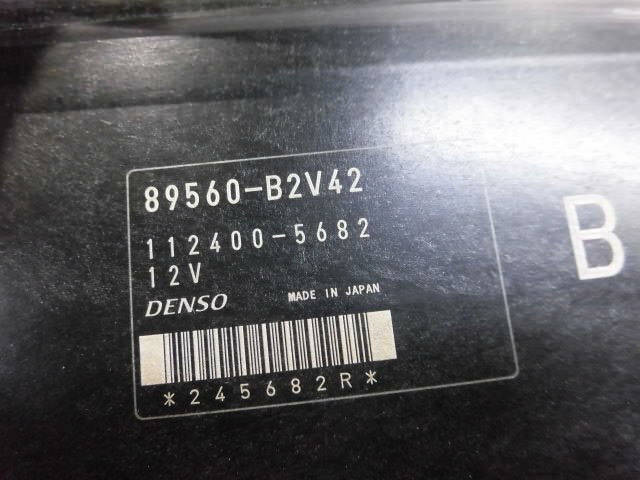 89560-B2V42
112400-5682
12V
DENSO MADE IN JAPAN
*245682R*
B